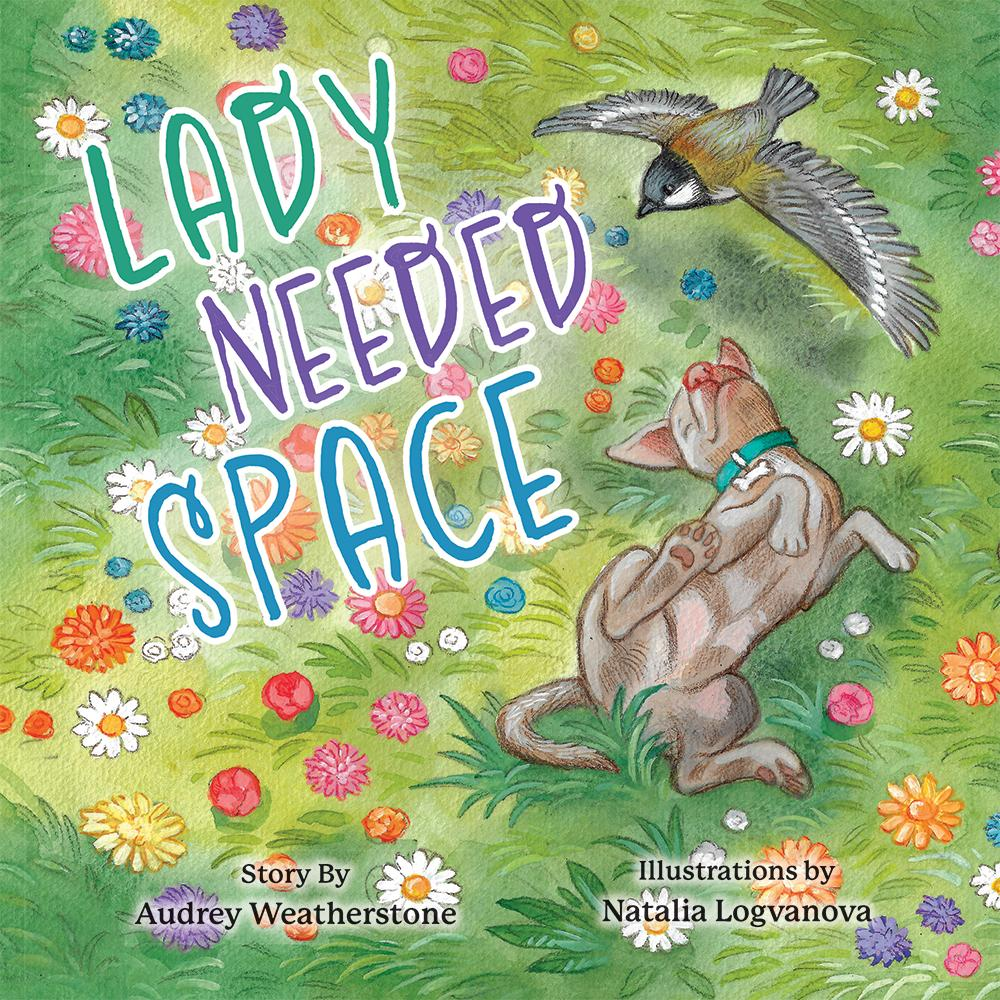 LADY
NEEDED
SPACE
Story By
Audrey Weatherstone
Illustrations by
Natalia Logvanova